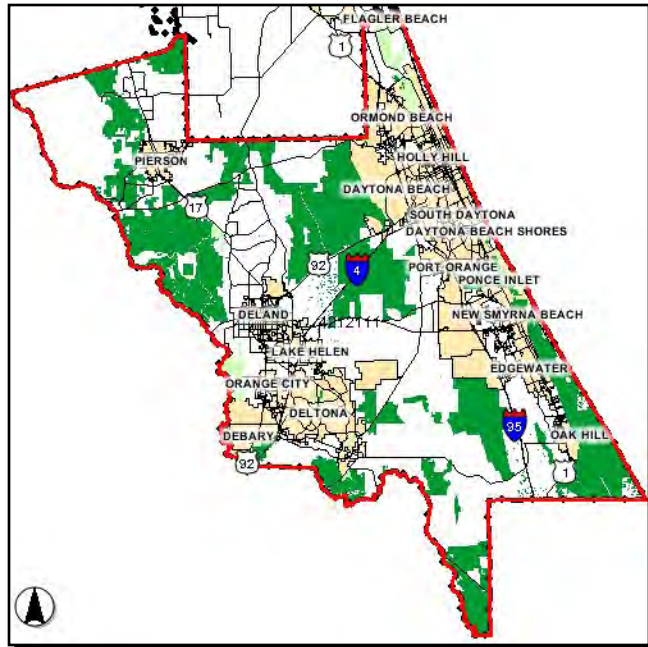 FLAGLER BEACH
1
ORMOND BEACH
HOLLY HILL
PIERSON
DAYTONA BEACH
17
SOUTH DAYTONA
DAYTONA BEACH SHORES
92
4
PORT ORANGE
PONCE INLET
DELAND
4212111
NEW SMYRNA BEACH
LAKE HELEN
EDGEWATER
ORANGE CITY
DELTONA
95
DEBARY
OAK HILL
92
1